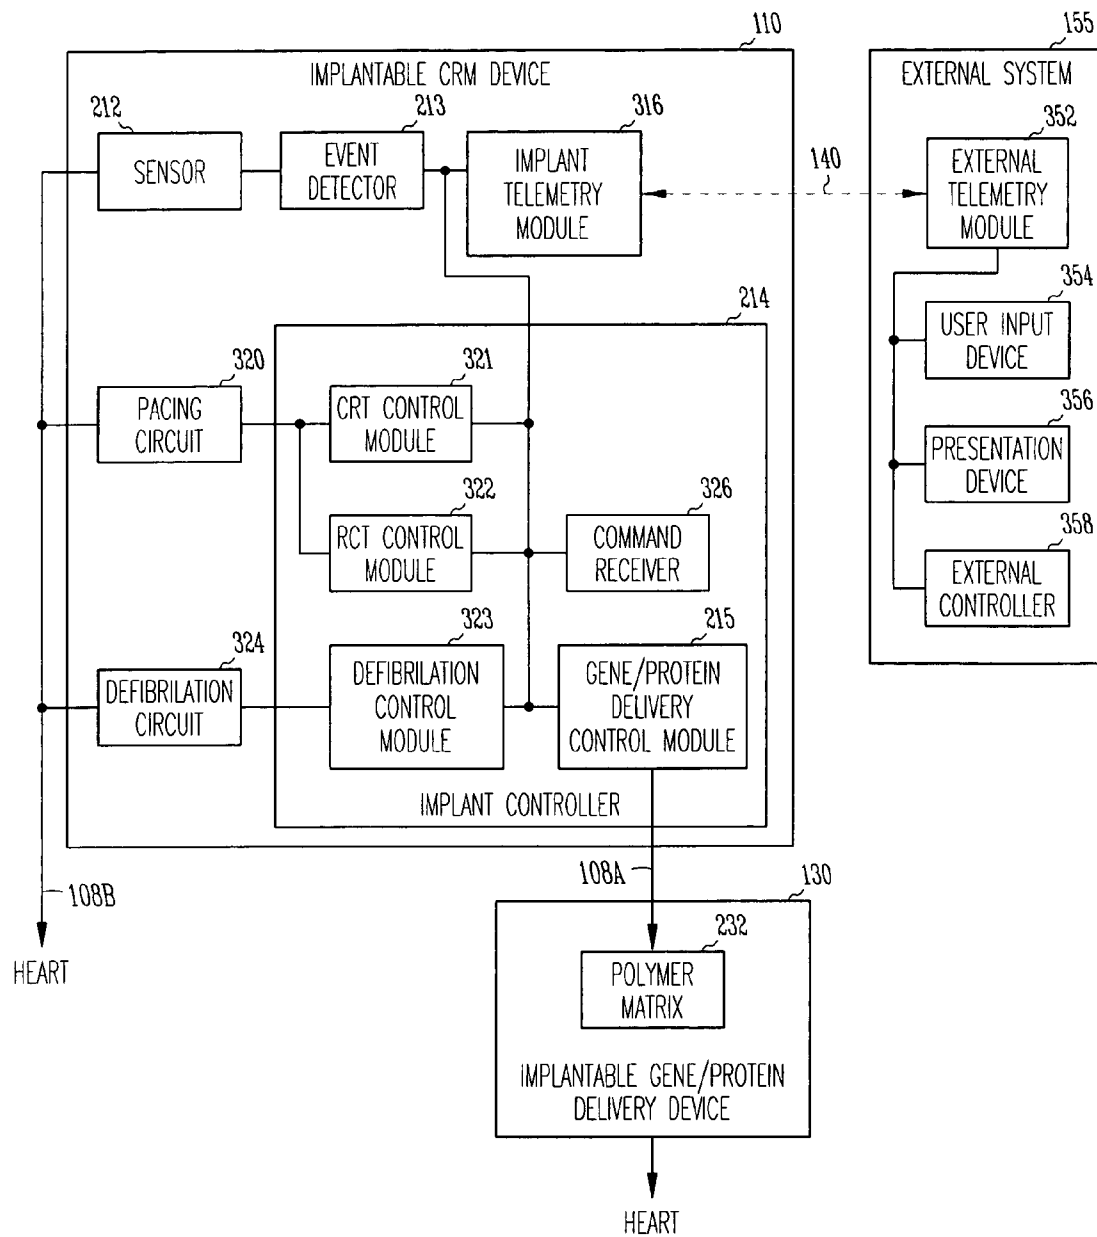 110
155
IMPLANTABLE CRM DEVICE
EXTERNAL SYSTEM
212
213
316
352
SENSOR
EVENT
DETECTOR
IMPLANT
TELEMETRY
MODULE
140
EXTERNAL
TELEMETRY
MODULE
354
USER INPUT
DEVICE
214
320
321
PACING
CIRCUIT
CRT CONTROL
MODULE
356
PRESENTATION
DEVICE
322
326
RCT CONTROL
MODULE
COMMAND
RECEIVER
358
EXTERNAL
CONTROLLER
324
323
215
DEFIBRILATION
CIRCUIT
DEFIBRILATION
CONTROL
MODULE
GENE/PROTEIN
DELIVERY
CONTROL MODULE
IMPLANT CONTROLLER
108B
108A
130
HEART
232
POLYMER
MATRIX
IMPLANTABLE GENE/PROTEIN
DELIVERY DEVICE
HEART